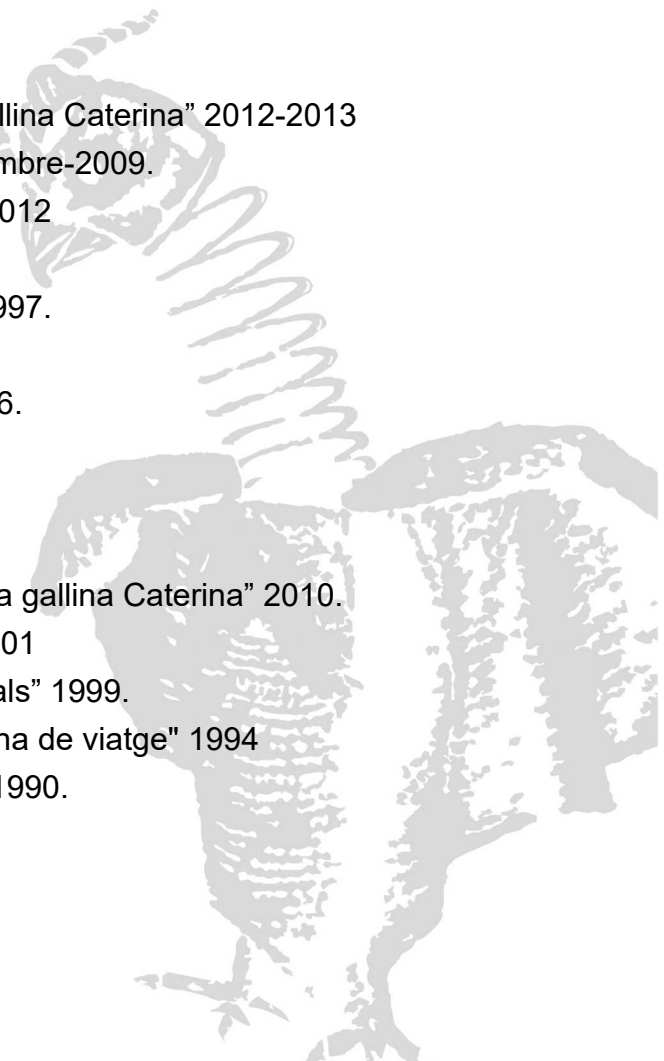 llina Caterina” 2012-2013
mbre-2009.
012
997.
6.
a gallina Caterina” 2010.
01
als” 1999.
na de viatge" 1994
1990.